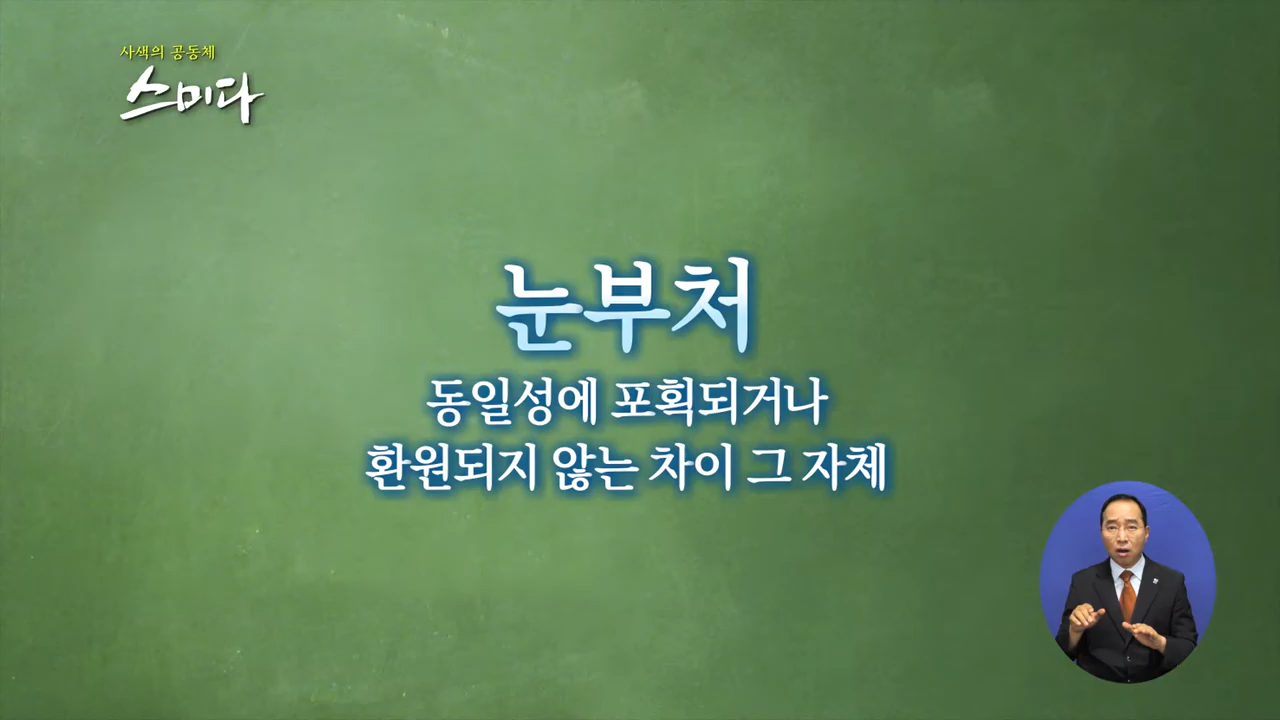 사색의 공동체
스미다
눈부처
동일성에 포획되거나
환원되지 않는 차이 그 자체